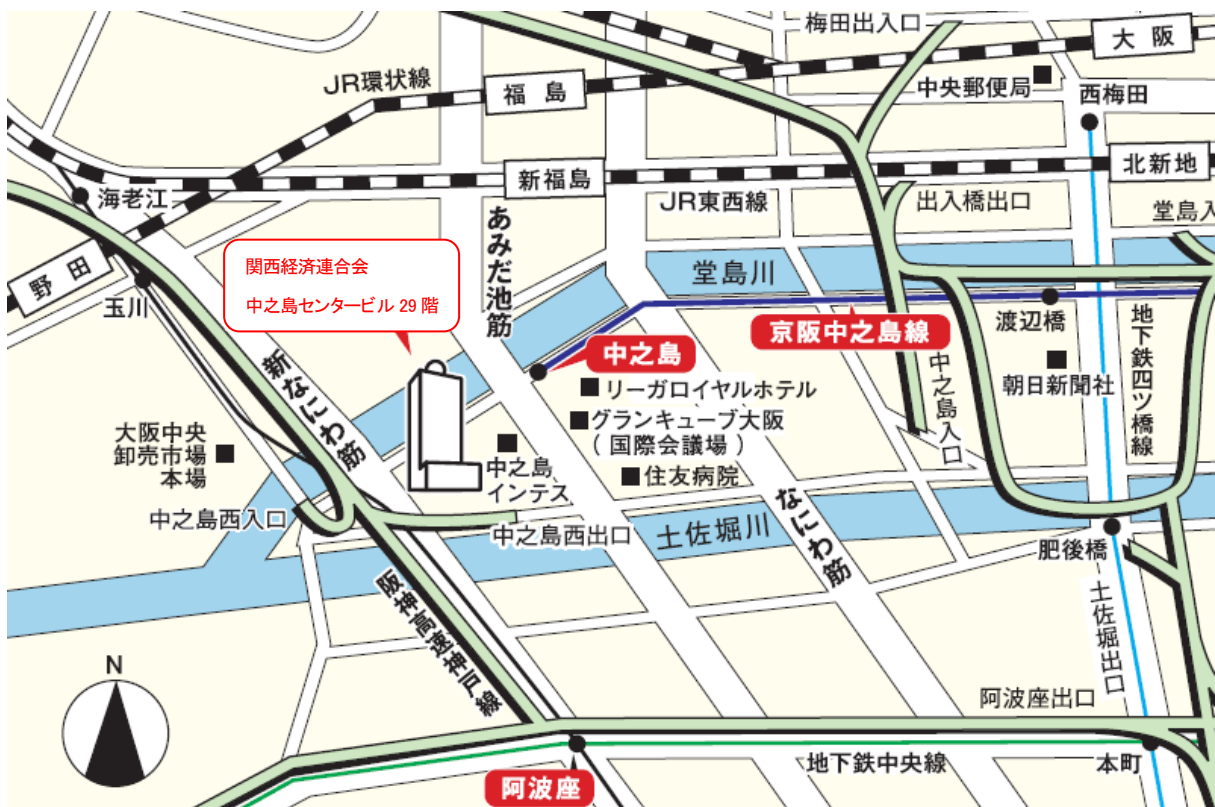 梅田出入口
大阪
JR環状線
福島
中央郵便局
西梅田
海老江
新福島
北新地
JR東西線
出入橋出口
堂島入
あみだ池筋
関西経済連合会
中之島センタービル 29 階
野田
玉川
堂島川
京阪中之島線
渡辺橋
地下鉄四ツ橋線
中之島
新なにわ筋
リーガロイヤルホテル
朝日新聞社
中之島入口
グランキューブ大阪
（国際会議場）
大阪中央
卸売市場
本場
中之島
インテス
住友病院
中之島西入口
中之島西出口
土佐堀川
なにわ筋
肥後橋
阪神高速神戸線
土佐堀出口
N
阿波座出口
地下鉄中央線
本町
阿波座